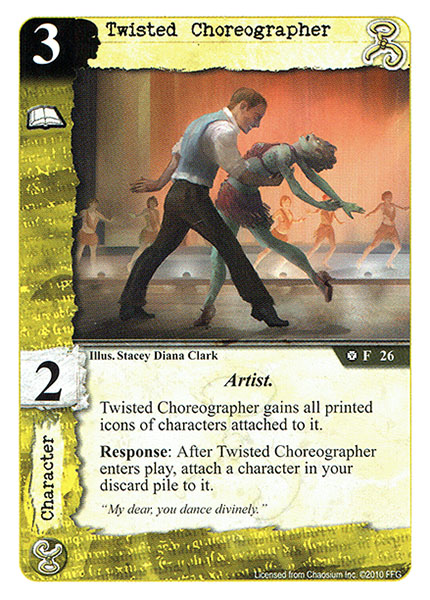 3
Twisted Choreographer
Illus. Stacey Diana Clark
F 26
2
Character
Artist.
Twisted Choreographer gains all printed
icons of characters attached to it.
Response: After Twisted Choreographer
enters play, attach a character in your
discard pile to it.
“My dear, you dance divinely.”
Licensed from Chaosium Inc. ©2010 FFG